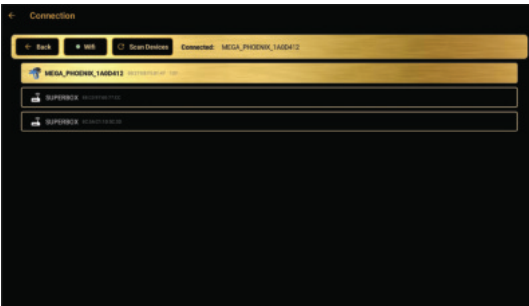 ← Connection
← Back Wifi Scan Devices Connected: MEGA_PHOENIX_1A0D412
MEGA_PHOENIX_1A0D412
SUPERBOX
SUPERBOX